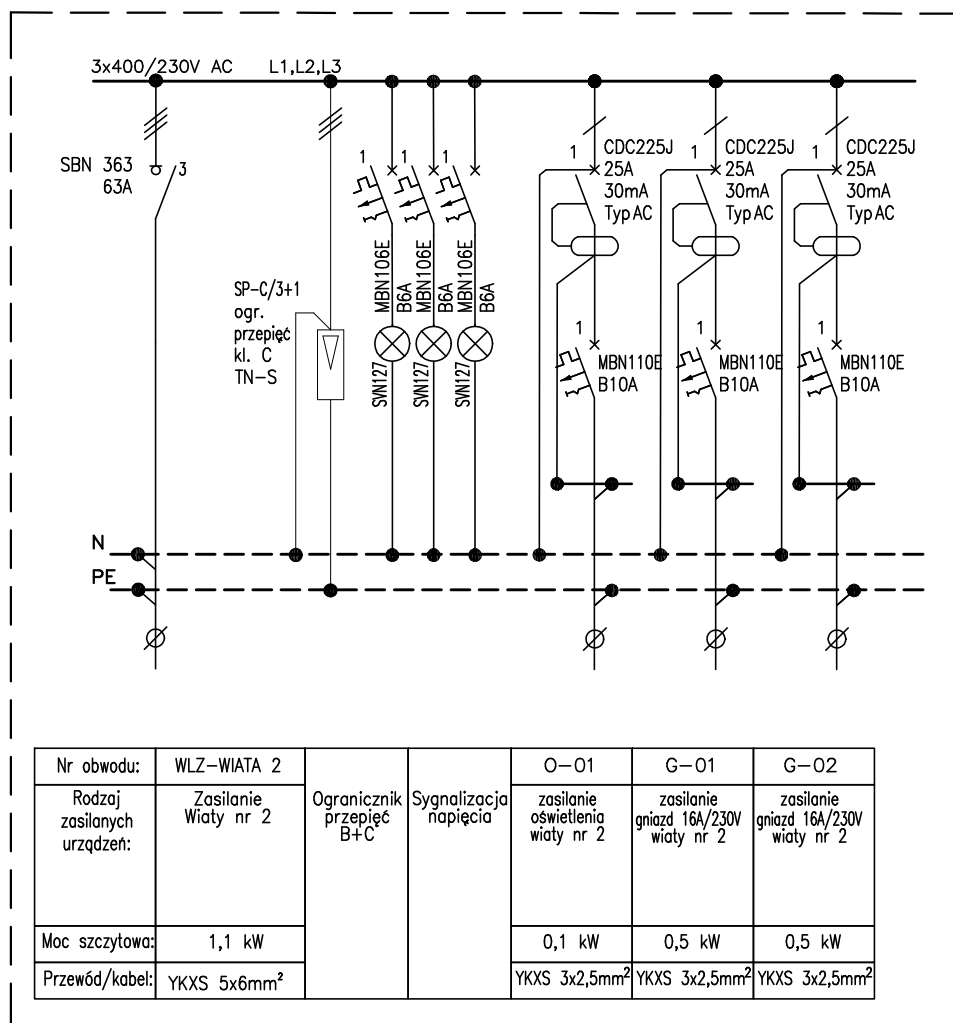 3x400/230V AC L1,L2,L3
SBN 363
63A
3
SP-C/3+1
ogr.
przepięć
kl. C
TN-S
1
MBN106E
B6A
SVN127
1
MBN106E
B6A
SVN127
1
MBN106E
B6A
SVN127
1
CDC225J
25A
30mA
Typ AC
1
MBN110E
B10A
1
CDC225J
25A
30mA
Typ AC
1
MBN110E
B10A
1
CDC225J
25A
30mA
Typ AC
1
MBN110E
B10A
N
PE
Nr obwodu: WLZ-WIATA 2 O-01 G-01 G-02
Rodzaj
zasilanych
urządzeń:
Zasilanie
Wiaty nr 2
Ogranicznik
przepięć
B+C
Sygnalizacja
napięcia
zasilanie
oświetlenia
wiaty nr 2
zasilanie
gniazd 16A/230V
wiaty nr 2
zasilanie
gniazd 16A/230V
wiaty nr 2
Moc szczytowa: 1,1 kW 0,1 kW 0,5 kW 0,5 kW
Przewód/kabel: YKXS 5x6mm² YKXS 3x2,5mm² YKXS 3x2,5mm² YKXS 3x2,5mm²